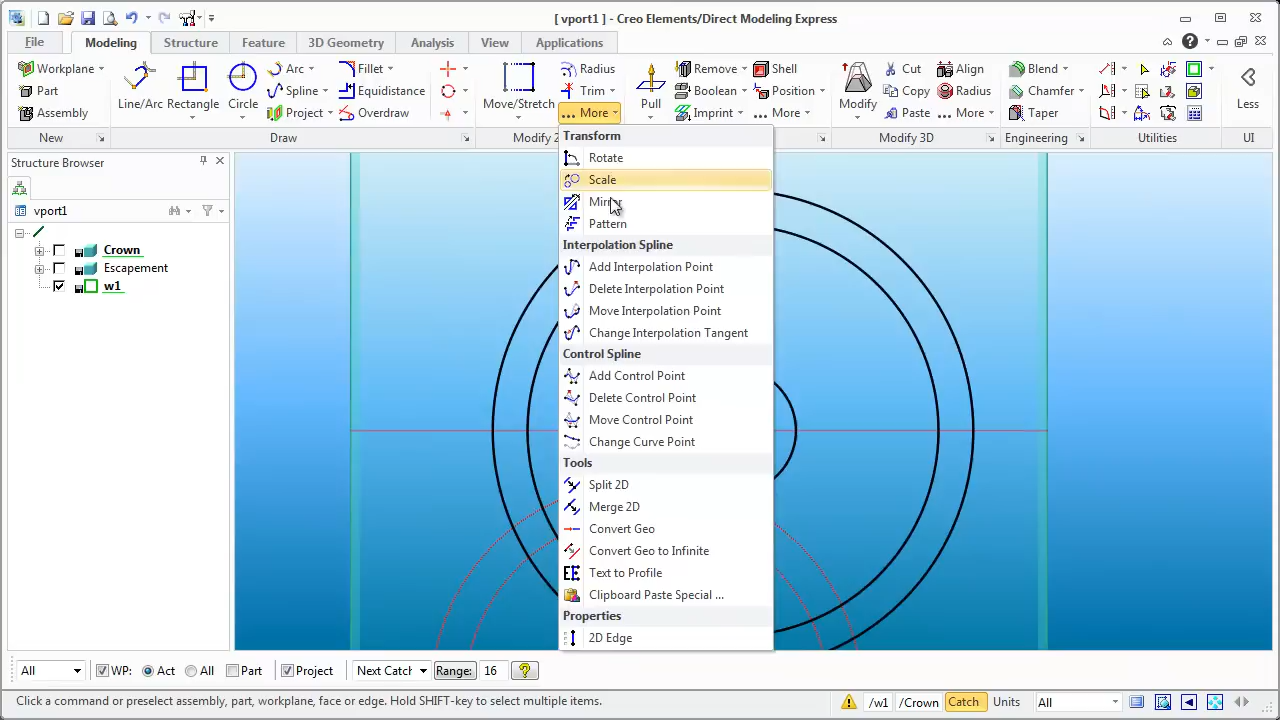 [ vport1 ] - Creo Elements/Direct Modeling Express
File
Modeling
Structure
Feature
3D Geometry
Analysis
View
Applications
Workplane
Part
Assembly
New
Line/Arc
Rectangle
Circle
Arc
Spline
Project
Fillet
Equidistance
Overdraw
Draw
Move/Stretch
Radius
Trim
... More
Modify 2
Pull
Remove
Boolean
Imprint
Shell
Position
... More
Modify
Cut
Copy
Paste
Align
Radius
... More
Modify 3D
Blend
Chamfer
Taper
Engineering
Utilities
Less
UI
Structure Browser
vport1
Crown
Escapement
w1
Transform
Rotate
Scale
Mirror
Pattern
Interpolation Spline
Add Interpolation Point
Delete Interpolation Point
Move Interpolation Point
Change Interpolation Tangent
Control Spline
Add Control Point
Delete Control Point
Move Control Point
Change Curve Point
Tools
Split 2D
Merge 2D
Convert Geo
Convert Geo to Infinite
Text to Profile
Clipboard Paste Special ...
Properties
2D Edge
All
WP:
Act
All
Part
Project
Next Catch
Range:
16
Click a command or preselect assembly, part, workplane, face or edge. Hold SHIFT-key to select multiple items.
/w1
/Crown
Catch
Units
All